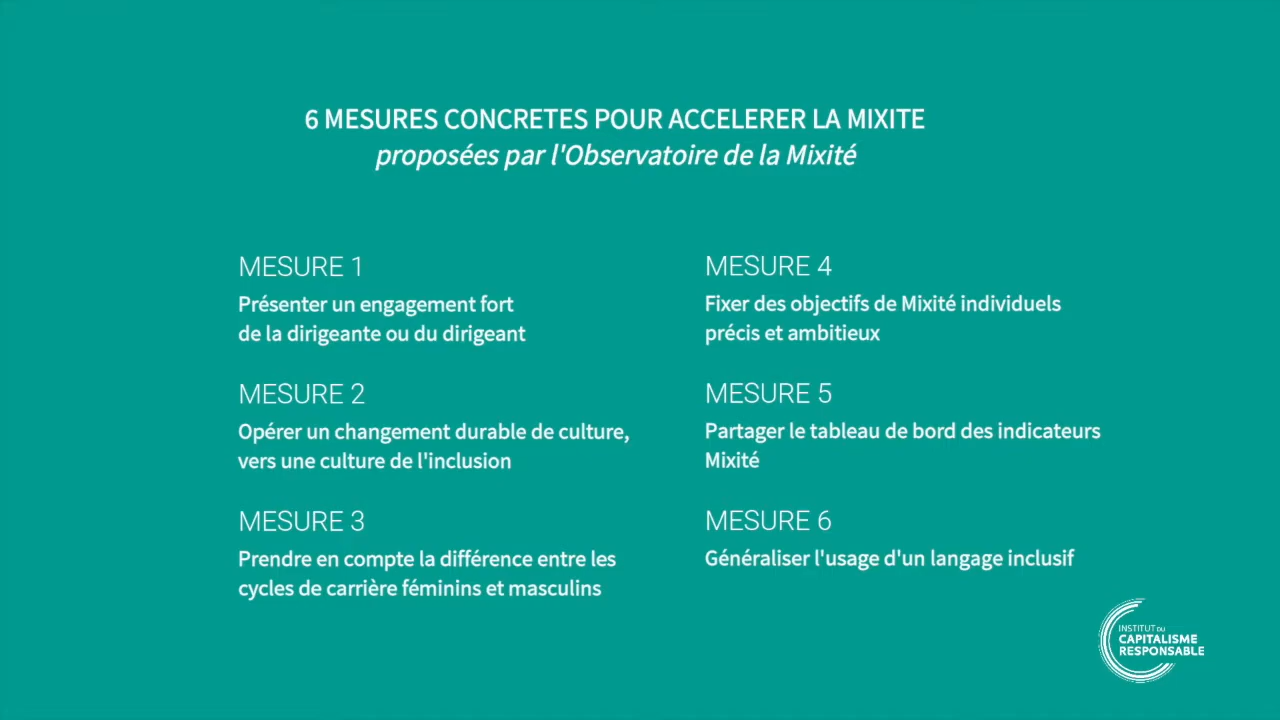 6 MESURES CONCRETES POUR ACCELERER LA MIXITE
proposées par l'Observatoire de la Mixité
MESURE 1
Présenter un engagement fort
de la dirigeante ou du dirigeant
MESURE 2
Opérer un changement durable de culture,
vers une culture de l'inclusion
MESURE 3
Prendre en compte la différence entre les
cycles de carrière féminins et masculins
MESURE 4
Fixer des objectifs de Mixité individuels
précis et ambitieux
MESURE 5
Partager le tableau de bord des indicateurs
Mixité
MESURE 6
Généraliser l'usage d'un langage inclusif
INSTITUT DU
CAPITALISME
RESPONSABLE